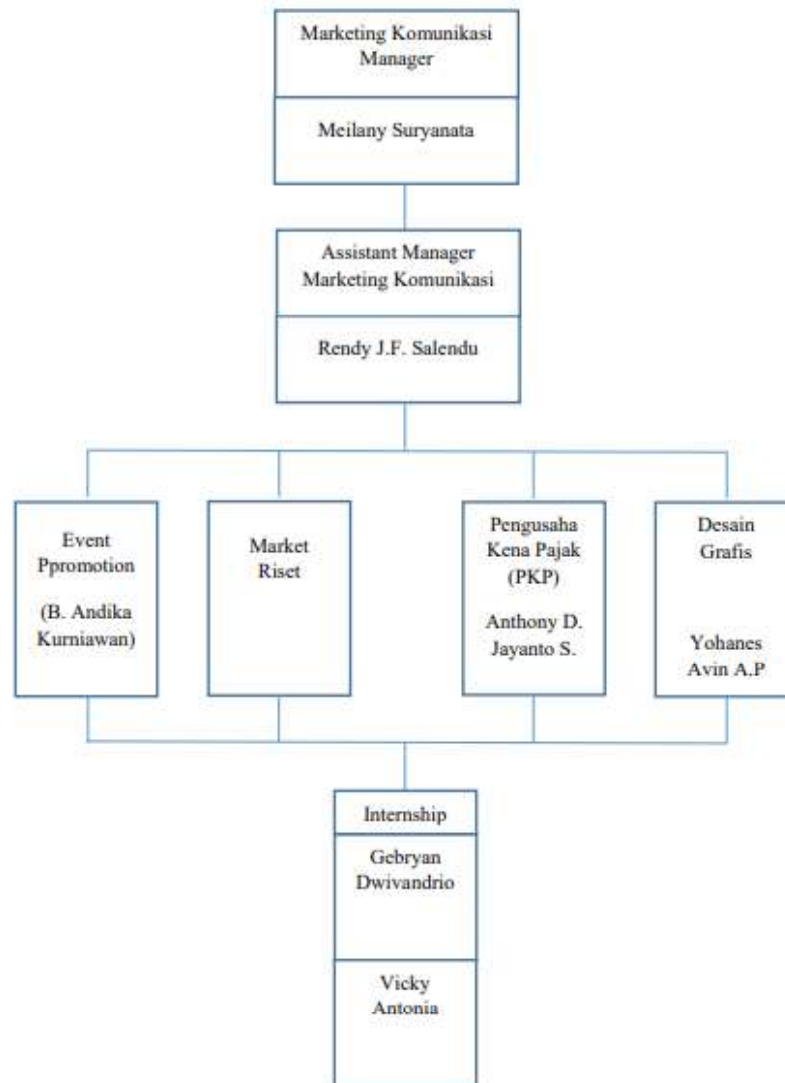 Marketing Komunikasi
Manager
Meilany Suryanata
Assistant Manager
Marketing Komunikasi
Rendy J.F. Salendu
Event
Ppromotion
(B. Andika
Kurniawan)
Market
Riset
Pengusaha
Kena Pajak
(PKP)
Anthony D.
Jayanto S.
Desain
Grafis
Yohanes
Avin A.P
Internship
Gebryan
Dwivandrio
Vicky
Antonia